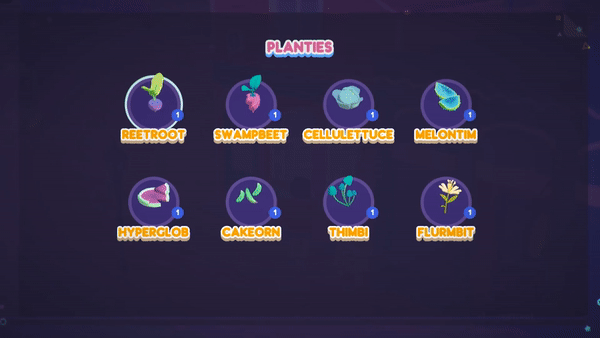 PLANTIES
1 1 1 1
REETROOT SWAMPBEET CELLULETTUCE MELONTIM
1 1 1 1
HYPERGLOB CAKEORN THIMBI FLURMBIT